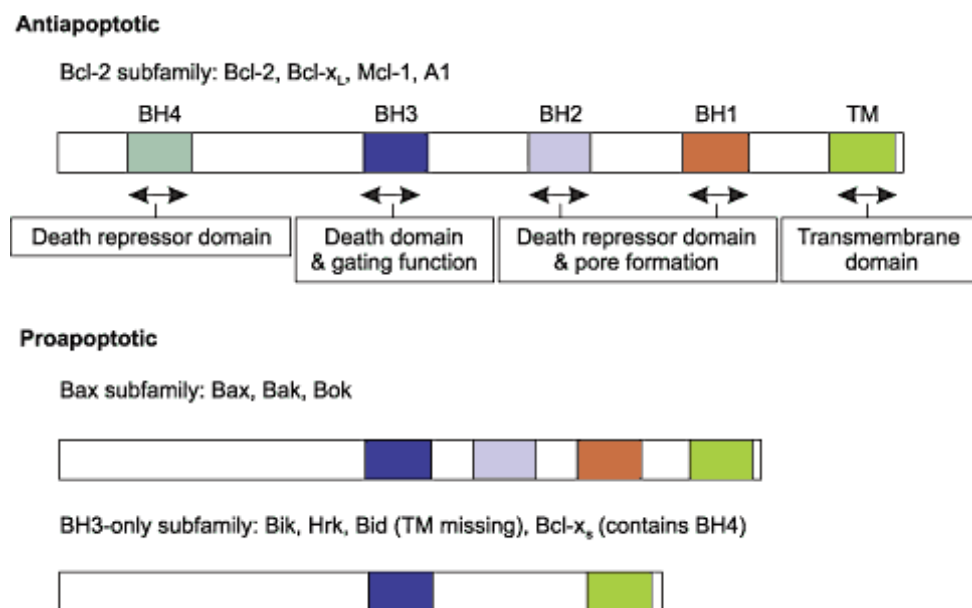 Antiapoptotic
Bcl-2 subfamily: Bcl-2, Bcl-xL, Mcl-1, A1
BH4 BH3 BH2 BH1 TM
Death repressor domain
Death domain
& gating function
Death repressor domain
& pore formation
Transmembrane
domain
Proapoptotic
Bax subfamily: Bax, Bak, Bok
BH3-only subfamily: Bik, Hrk, Bid (TM missing), Bcl-xs (contains BH4)